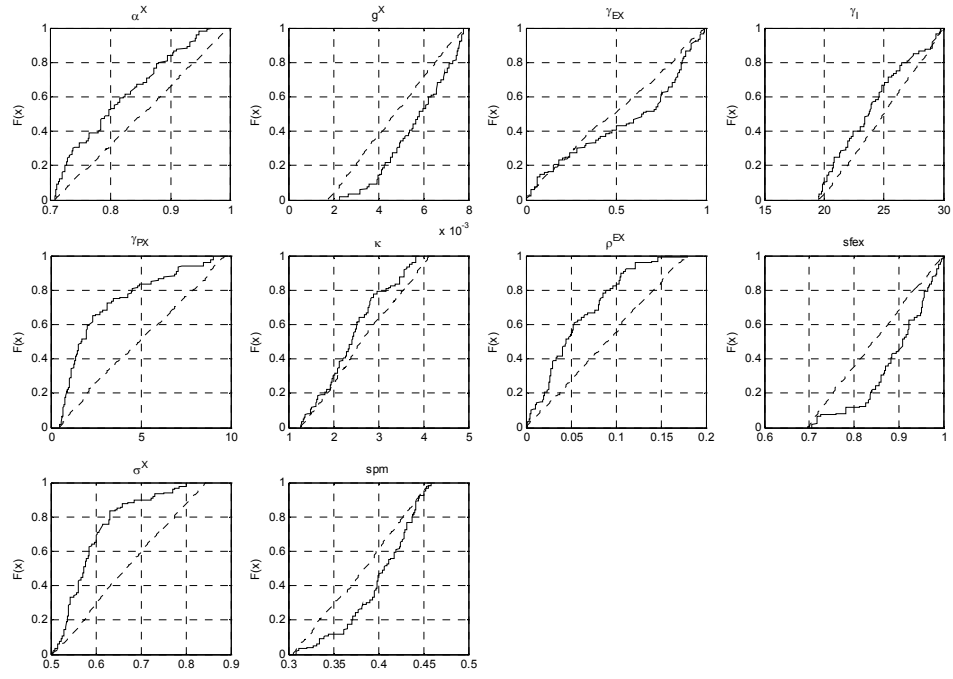 α^X
F(x)
1
0.8
0.6
0.4
0.2
0
0.7 0.8 0.9 1
g^X
F(x)
1
0.8
0.6
0.4
0.2
0
0 2 4 6 8
x 10^-3
γ_EX
F(x)
1
0.8
0.6
0.4
0.2
0
0 0.5 1
γ_I
F(x)
1
0.8
0.6
0.4
0.2
0
15 20 25 30
γ_PX
F(x)
1
0.8
0.6
0.4
0.2
0
0 5 10
κ
F(x)
1
0.8
0.6
0.4
0.2
0
1 2 3 4 5
ρ^EX
F(x)
1
0.8
0.6
0.4
0.2
0
0 0.05 0.1 0.15 0.2
sfex
F(x)
1
0.8
0.6
0.4
0.2
0
0.6 0.7 0.8 0.9 1
σ^X
F(x)
1
0.8
0.6
0.4
0.2
0
0.5 0.6 0.7 0.8 0.9
spm
F(x)
1
0.8
0.6
0.4
0.2
0
0.3 0.35 0.4 0.45 0.5